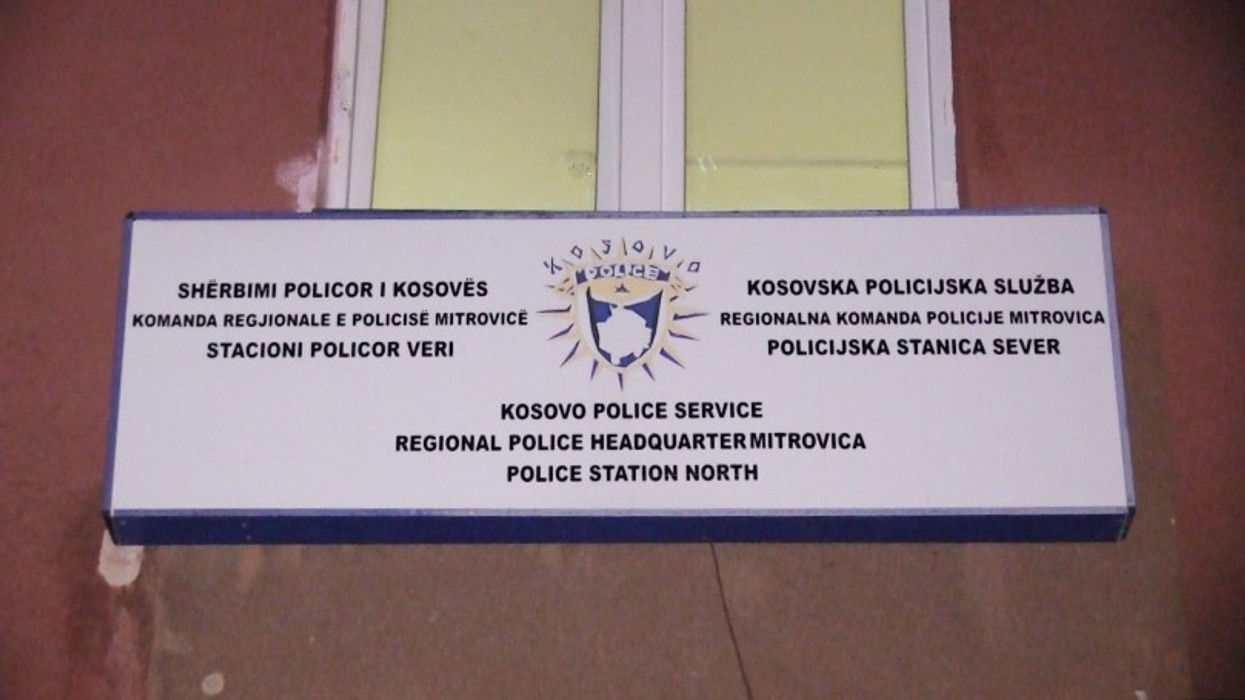 SHËRBIMI POLICOR I KOSOVËS
KOMANDA REGJIONALE E POLICISË MITROVICË
STACIONI POLICOR VERI
KOSOVO
POLICE
KOSOVSKA POLICIJSKA SLUŽBA
REGIONALNA KOMANDA POLICIJE MITROVICA
POLICIJSKA STANICA SEVER
KOSOVO POLICE SERVICE
REGIONAL POLICE HEADQUARTER MITROVICA
POLICE STATION NORTH